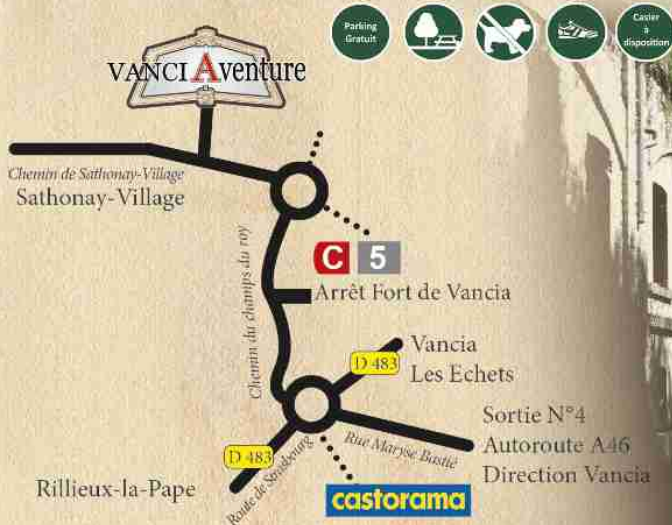 Parking
Gratuit
Casier
à
disposition
VANCI Aventure
Chemin de Sathonay-Village
Sathonay-Village
Chemin du champs du roy
C 5
Arrêt Fort de Vancia
D 483
Vancia
Les Echets
Sortie N°4
Autoroute A46
Direction Vancia
Rue Maryse Bastié
D 483
Route de Strasbourg
Rillieux-la-Pape
castorama